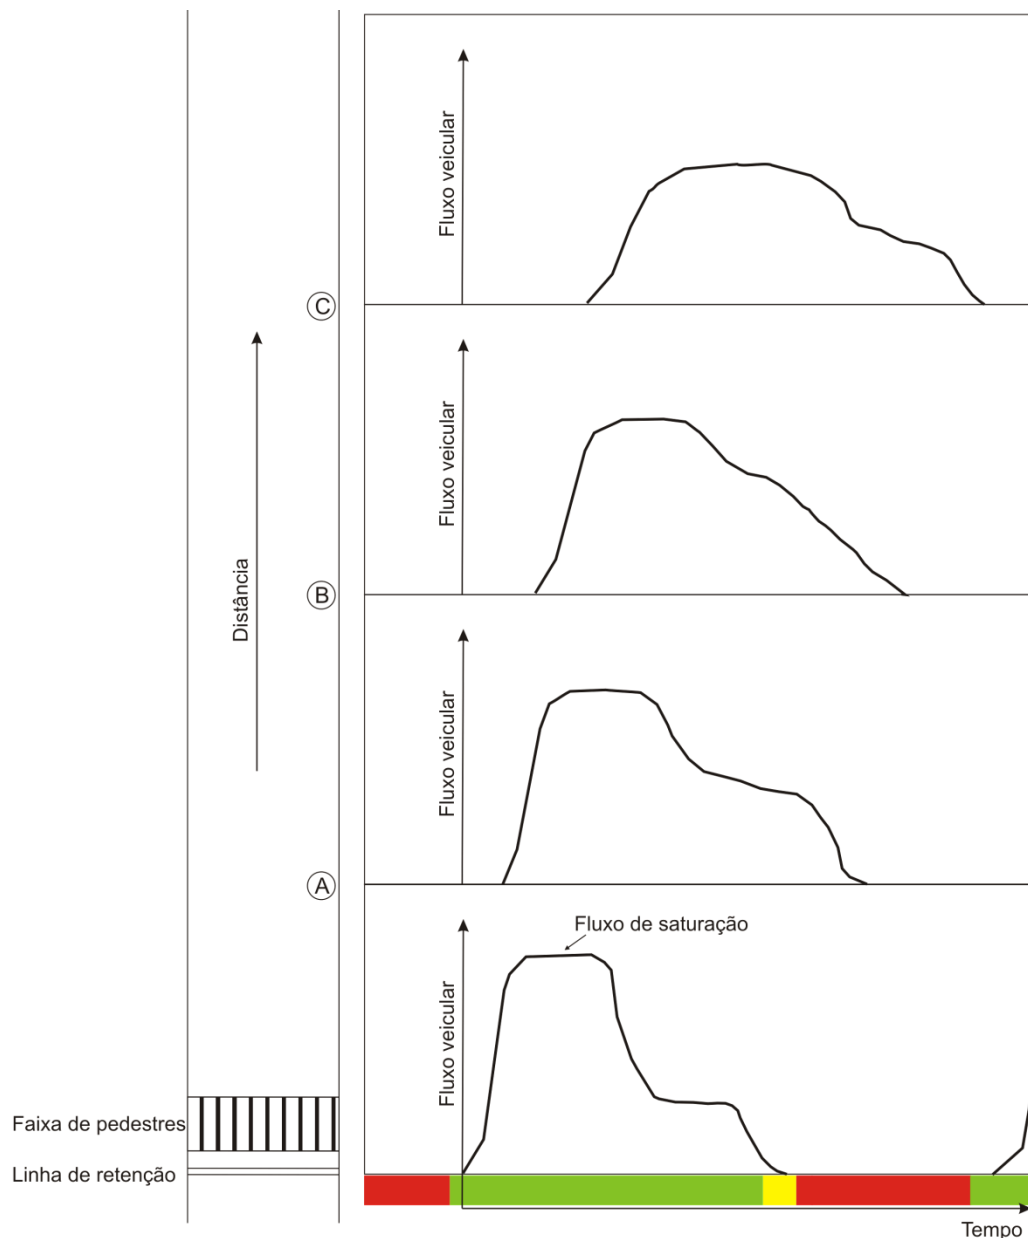 Fluxo veicular
C
Fluxo veicular
Distância
B
Fluxo veicular
A
Fluxo de saturação
Fluxo veicular
Faixa de pedestres
Linha de retenção
Tempo